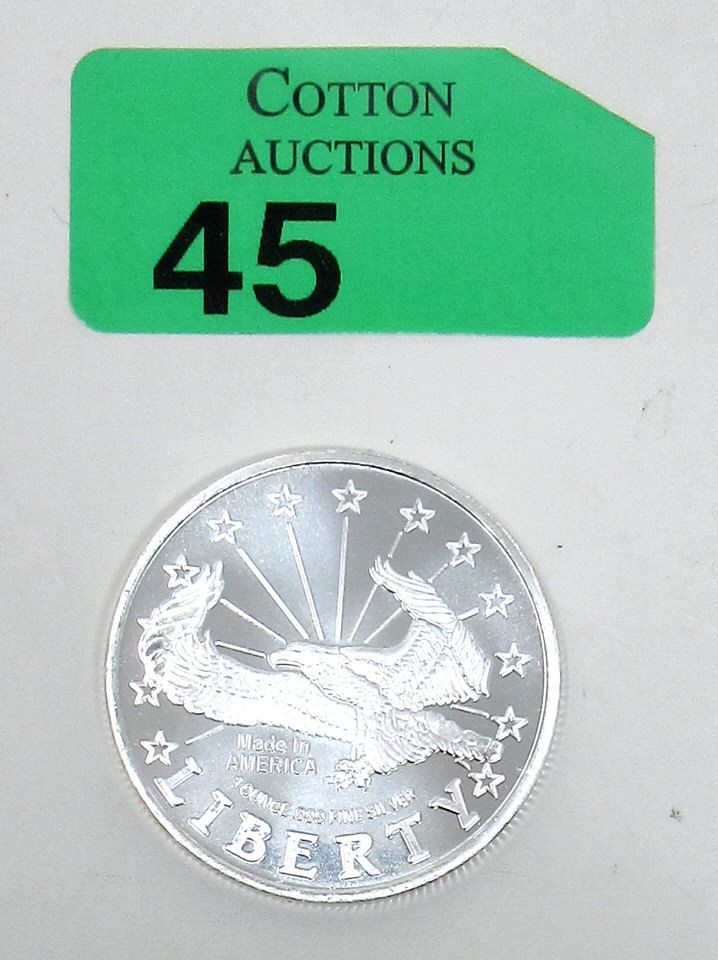 COTTON
AUCTIONS
45
Made In
AMERICA
1 OUNCE .999 FINE SILVER
LIBERTY